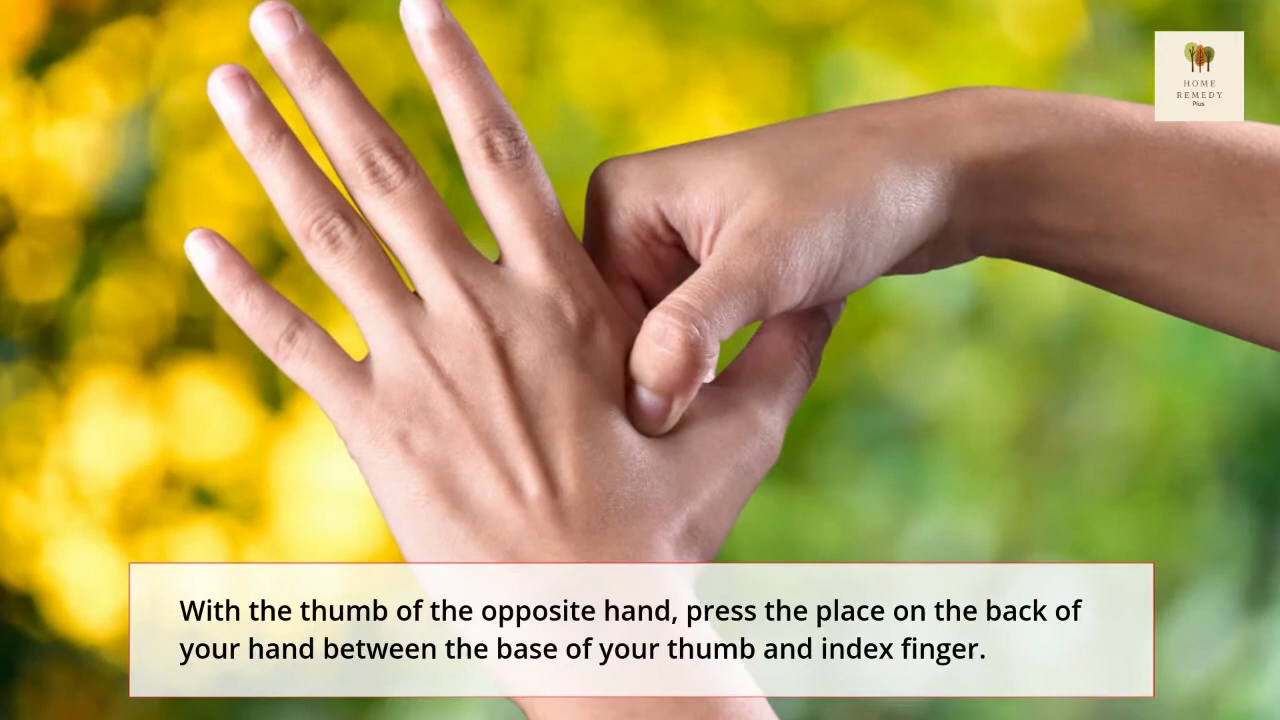 HOME
REMEDY
Plus
With the thumb of the opposite hand, press the place on the back of
your hand between the base of your thumb and index finger.